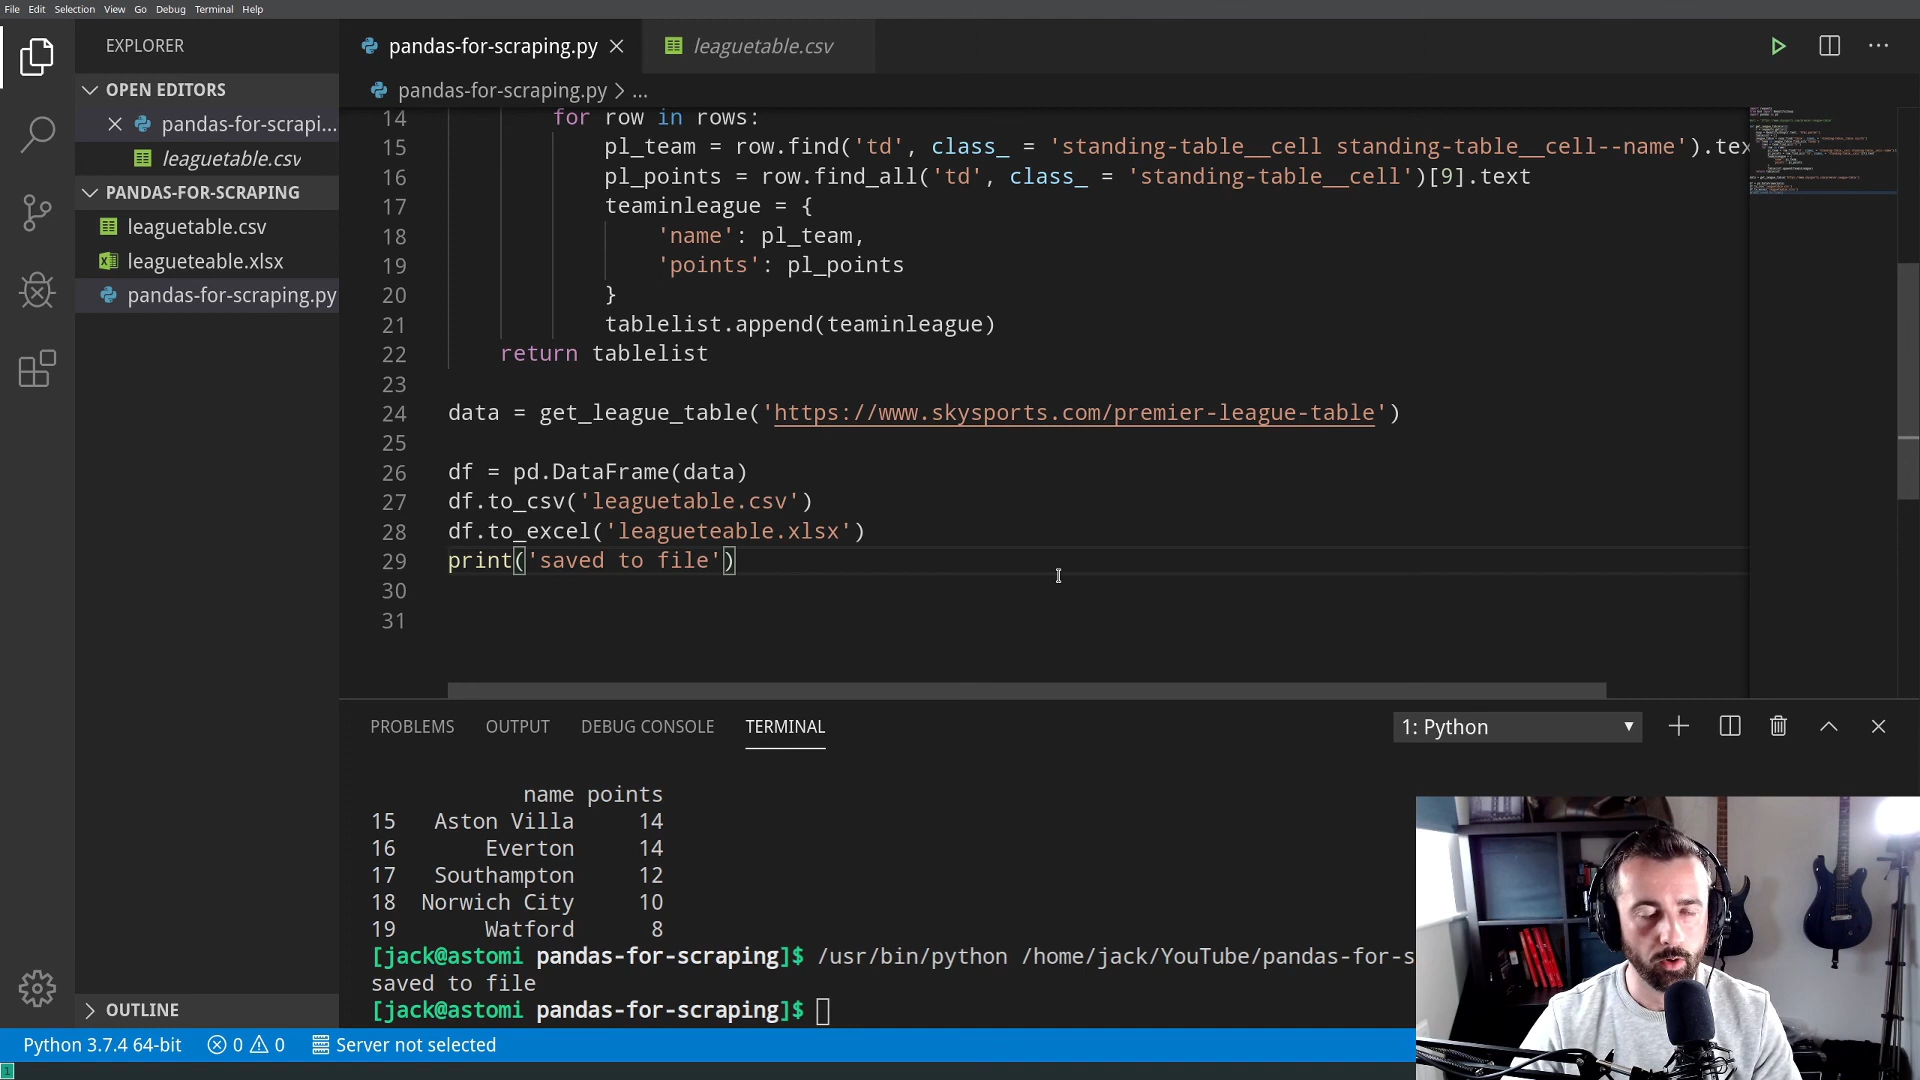 File Edit Selection View Go Debug Terminal Help
EXPLORER
OPEN EDITORS
pandas-for-scrapi...
leaguetable.csv
PANDAS-FOR-SCRAPING
leaguetable.csv
leagueteable.xlsx
pandas-for-scraping.py
OUTLINE
pandas-for-scraping.py
leaguetable.csv
pandas-for-scraping.py > ...
14 for row in rows:
15 pl_team = row.find('td', class_ = 'standing-table__cell standing-table__cell--name').tex
16 pl_points = row.find_all('td', class_ = 'standing-table__cell')[9].text
17 teaminleague = {
18 'name': pl_team,
19 'points': pl_points
20 }
21 tablelist.append(teaminleague)
22 return tablelist
23
24 data = get_league_table('https://www.skysports.com/premier-league-table')
25
26 df = pd.DataFrame(data)
27 df.to_csv('leaguetable.csv')
28 df.to_excel('leagueteable.xlsx')
29 print('saved to file')
30
31
PROBLEMS OUTPUT DEBUG CONSOLE TERMINAL
1: Python
name points
15 Aston Villa 14
16 Everton 14
17 Southampton 12
18 Norwich City 10
19 Watford 8
[jack@astomi pandas-for-scraping]$ /usr/bin/python /home/jack/YouTube/pandas-for-s
saved to file
[jack@astomi pandas-for-scraping]$
Python 3.7.4 64-bit
0 0
Server not selected
1